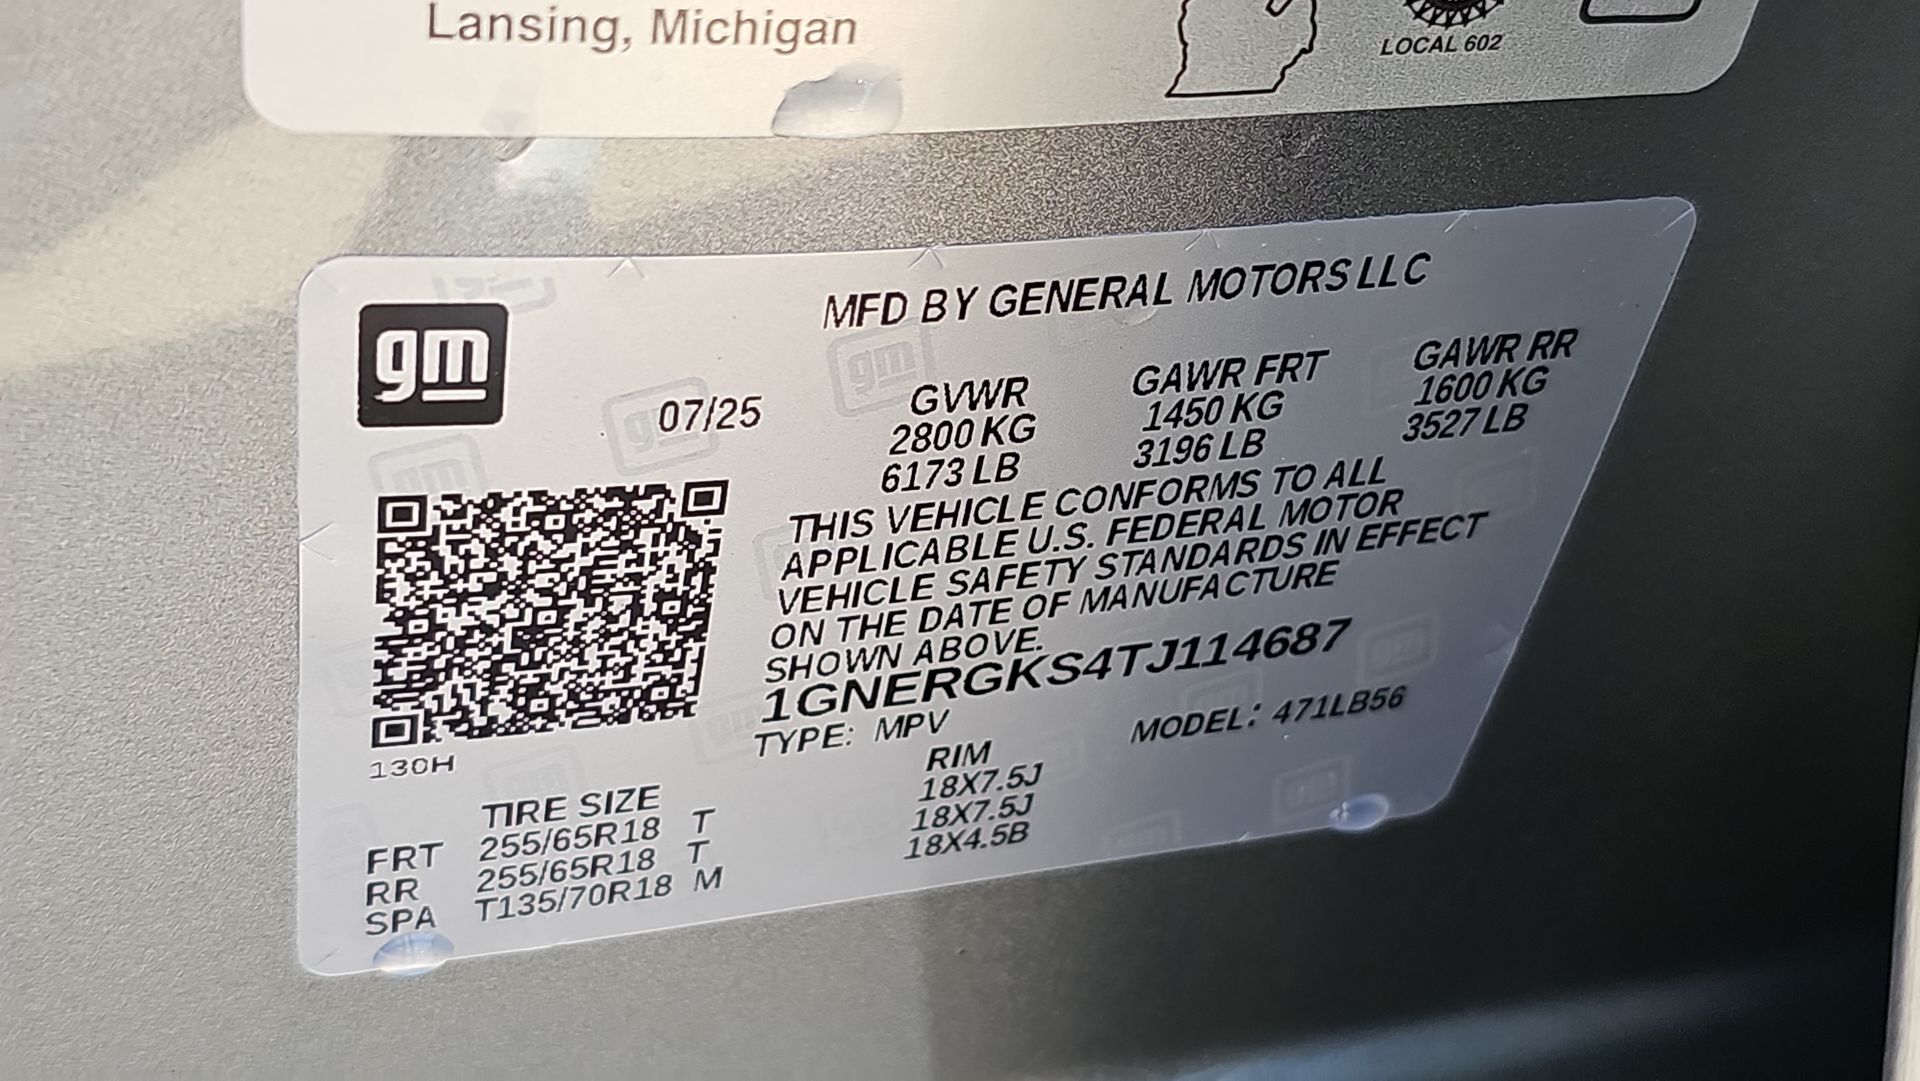 Lansing, Michigan
LOCAL 602
gm
MFD BY GENERAL MOTORS LLC
07/25
GVWR GAWR FRT GAWR RR
2800 KG 1450 KG 1600 KG
6173 LB 3196 LB 3527 LB
THIS VEHICLE CONFORMS TO ALL
APPLICABLE U.S. FEDERAL MOTOR
VEHICLE SAFETY STANDARDS IN EFFECT
ON THE DATE OF MANUFACTURE
SHOWN ABOVE.
1GNERGKS4TJ114687
TYPE: MPV MODEL: 471LB56
130H
TIRE SIZE RIM
FRT 255/65R18 T 18X7.5J
RR 255/65R18 T 18X7.5J
SPA T135/70R18 M 18X4.5B